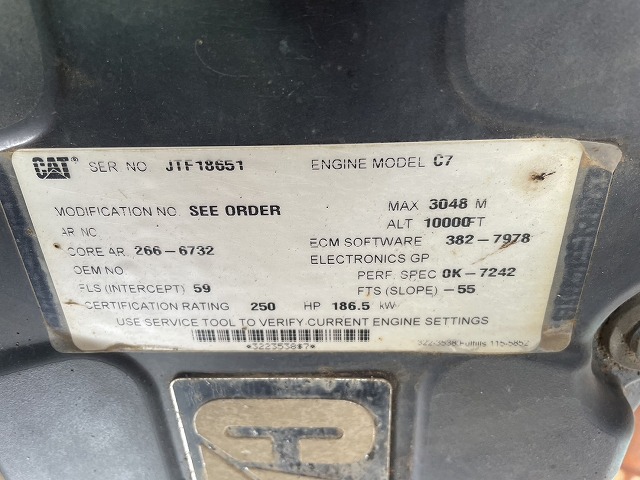 CAT® SER NO JTF18651 ENGINE MODEL C7
MODIFICATION NO. SEE ORDER MAX 3048 M
AR NO. ALT 10000FT
CORE AR. 266-6732 ECM SOFTWARE 382-7978
OEM NO ELECTRONICS GP
PERF. SPEC 0K-7242
FLS (INTERCEPT) 59 FTS (SLOPE) -55
CERTIFICATION RATING 250 HP 186.5 kW
USE SERVICE TOOL TO VERIFY CURRENT ENGINE SETTINGS